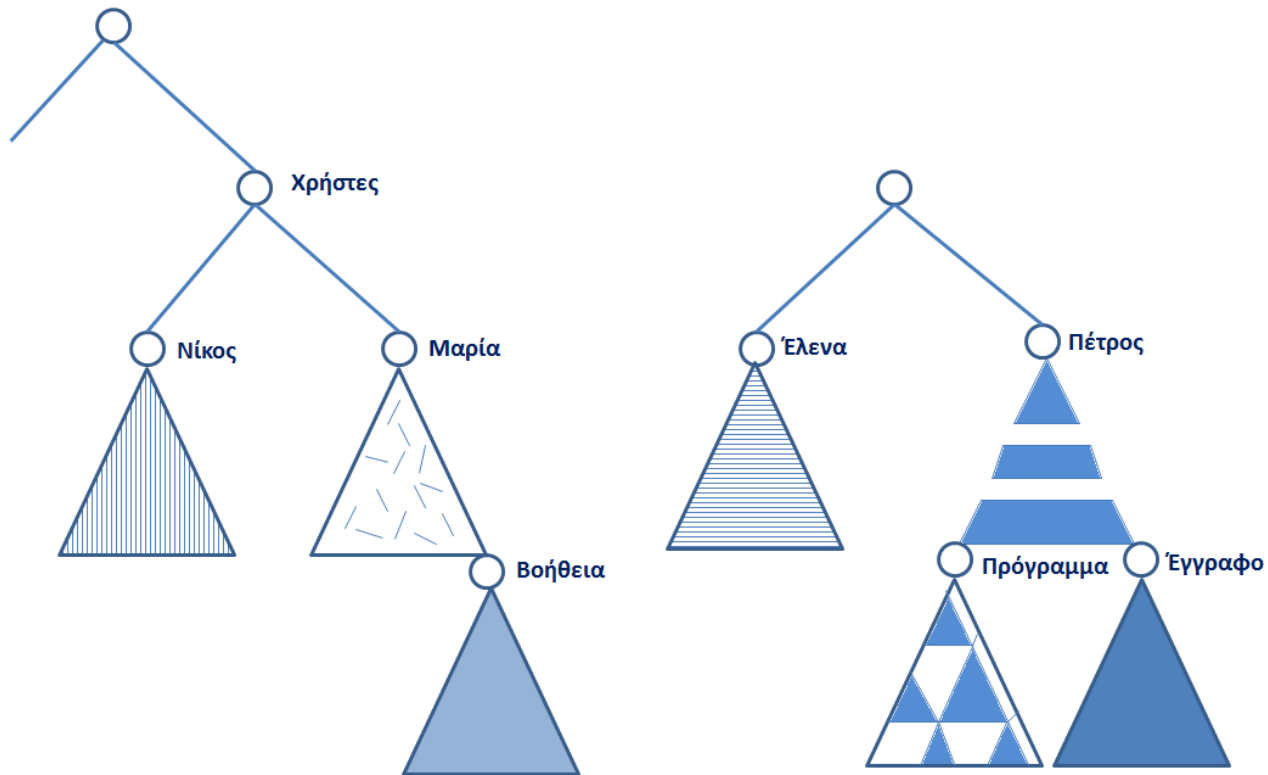 Χρήστες
Νίκος
Μαρία
Έλενα
Πέτρος
Βοήθεια
Πρόγραμμα
Έγγραφο